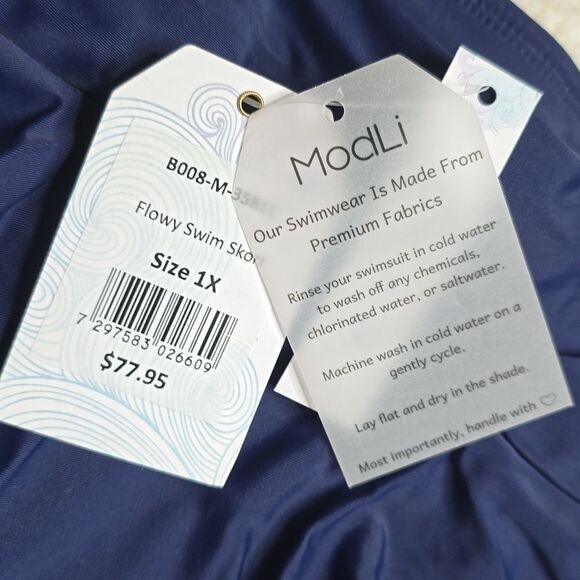 B008-M-3584
Flowy Swim Skort
Size 1X
7 297583 026609
$77.95
ModLi
Our Swimwear Is Made From
Premium Fabrics
Rinse your swimsuit in cold water
to wash off any chemicals,
chlorinated water, or saltwater.
Machine wash in cold water on a
gently cycle.
Lay flat and dry in the shade.
Most importantly, handle with ♡